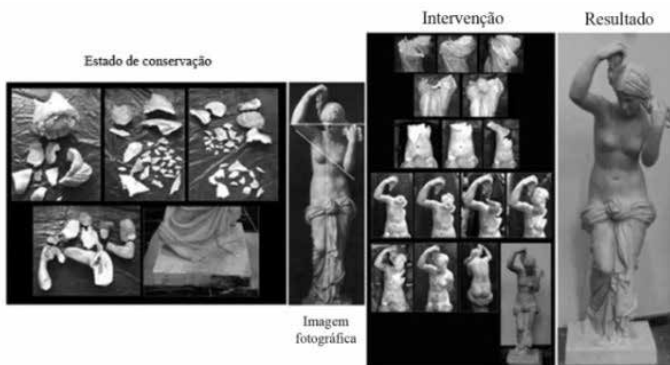 Estado de conservação
Imagem
fotográfica
Intervenção
Resultado